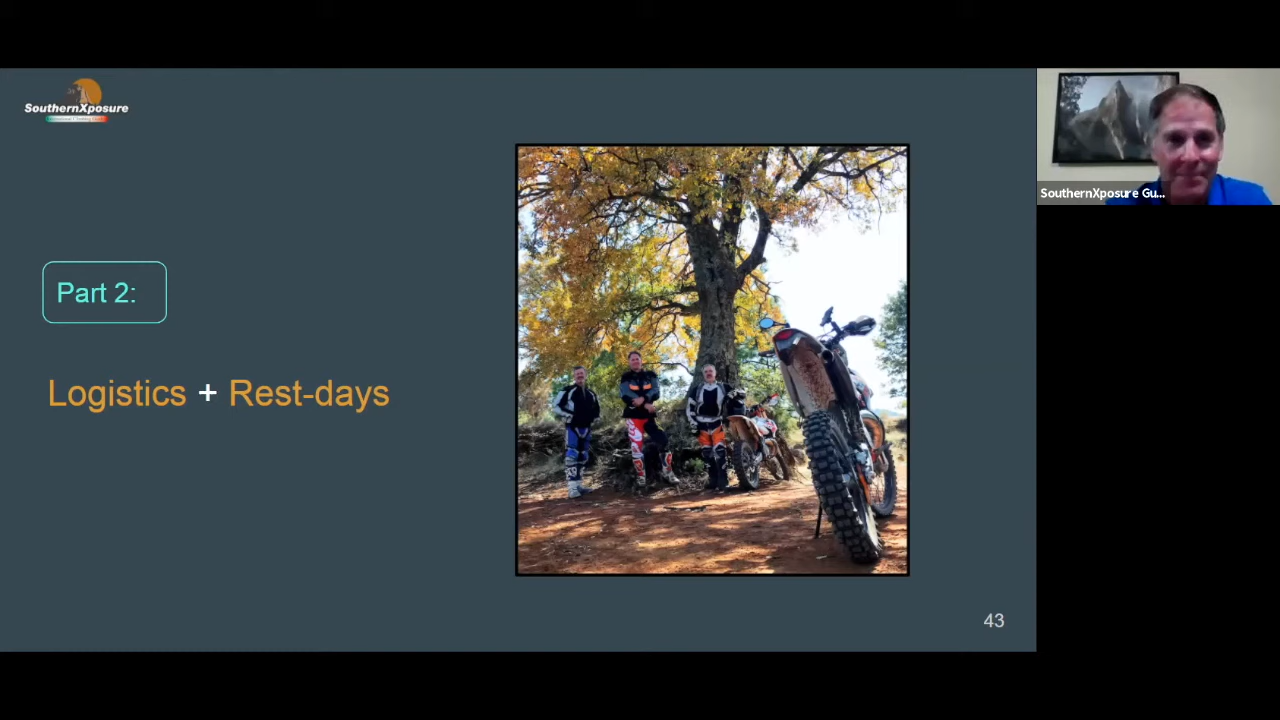 SouthernXposure
Part 2:
Logistics + Rest-days
43
SouthernXposure Gu...